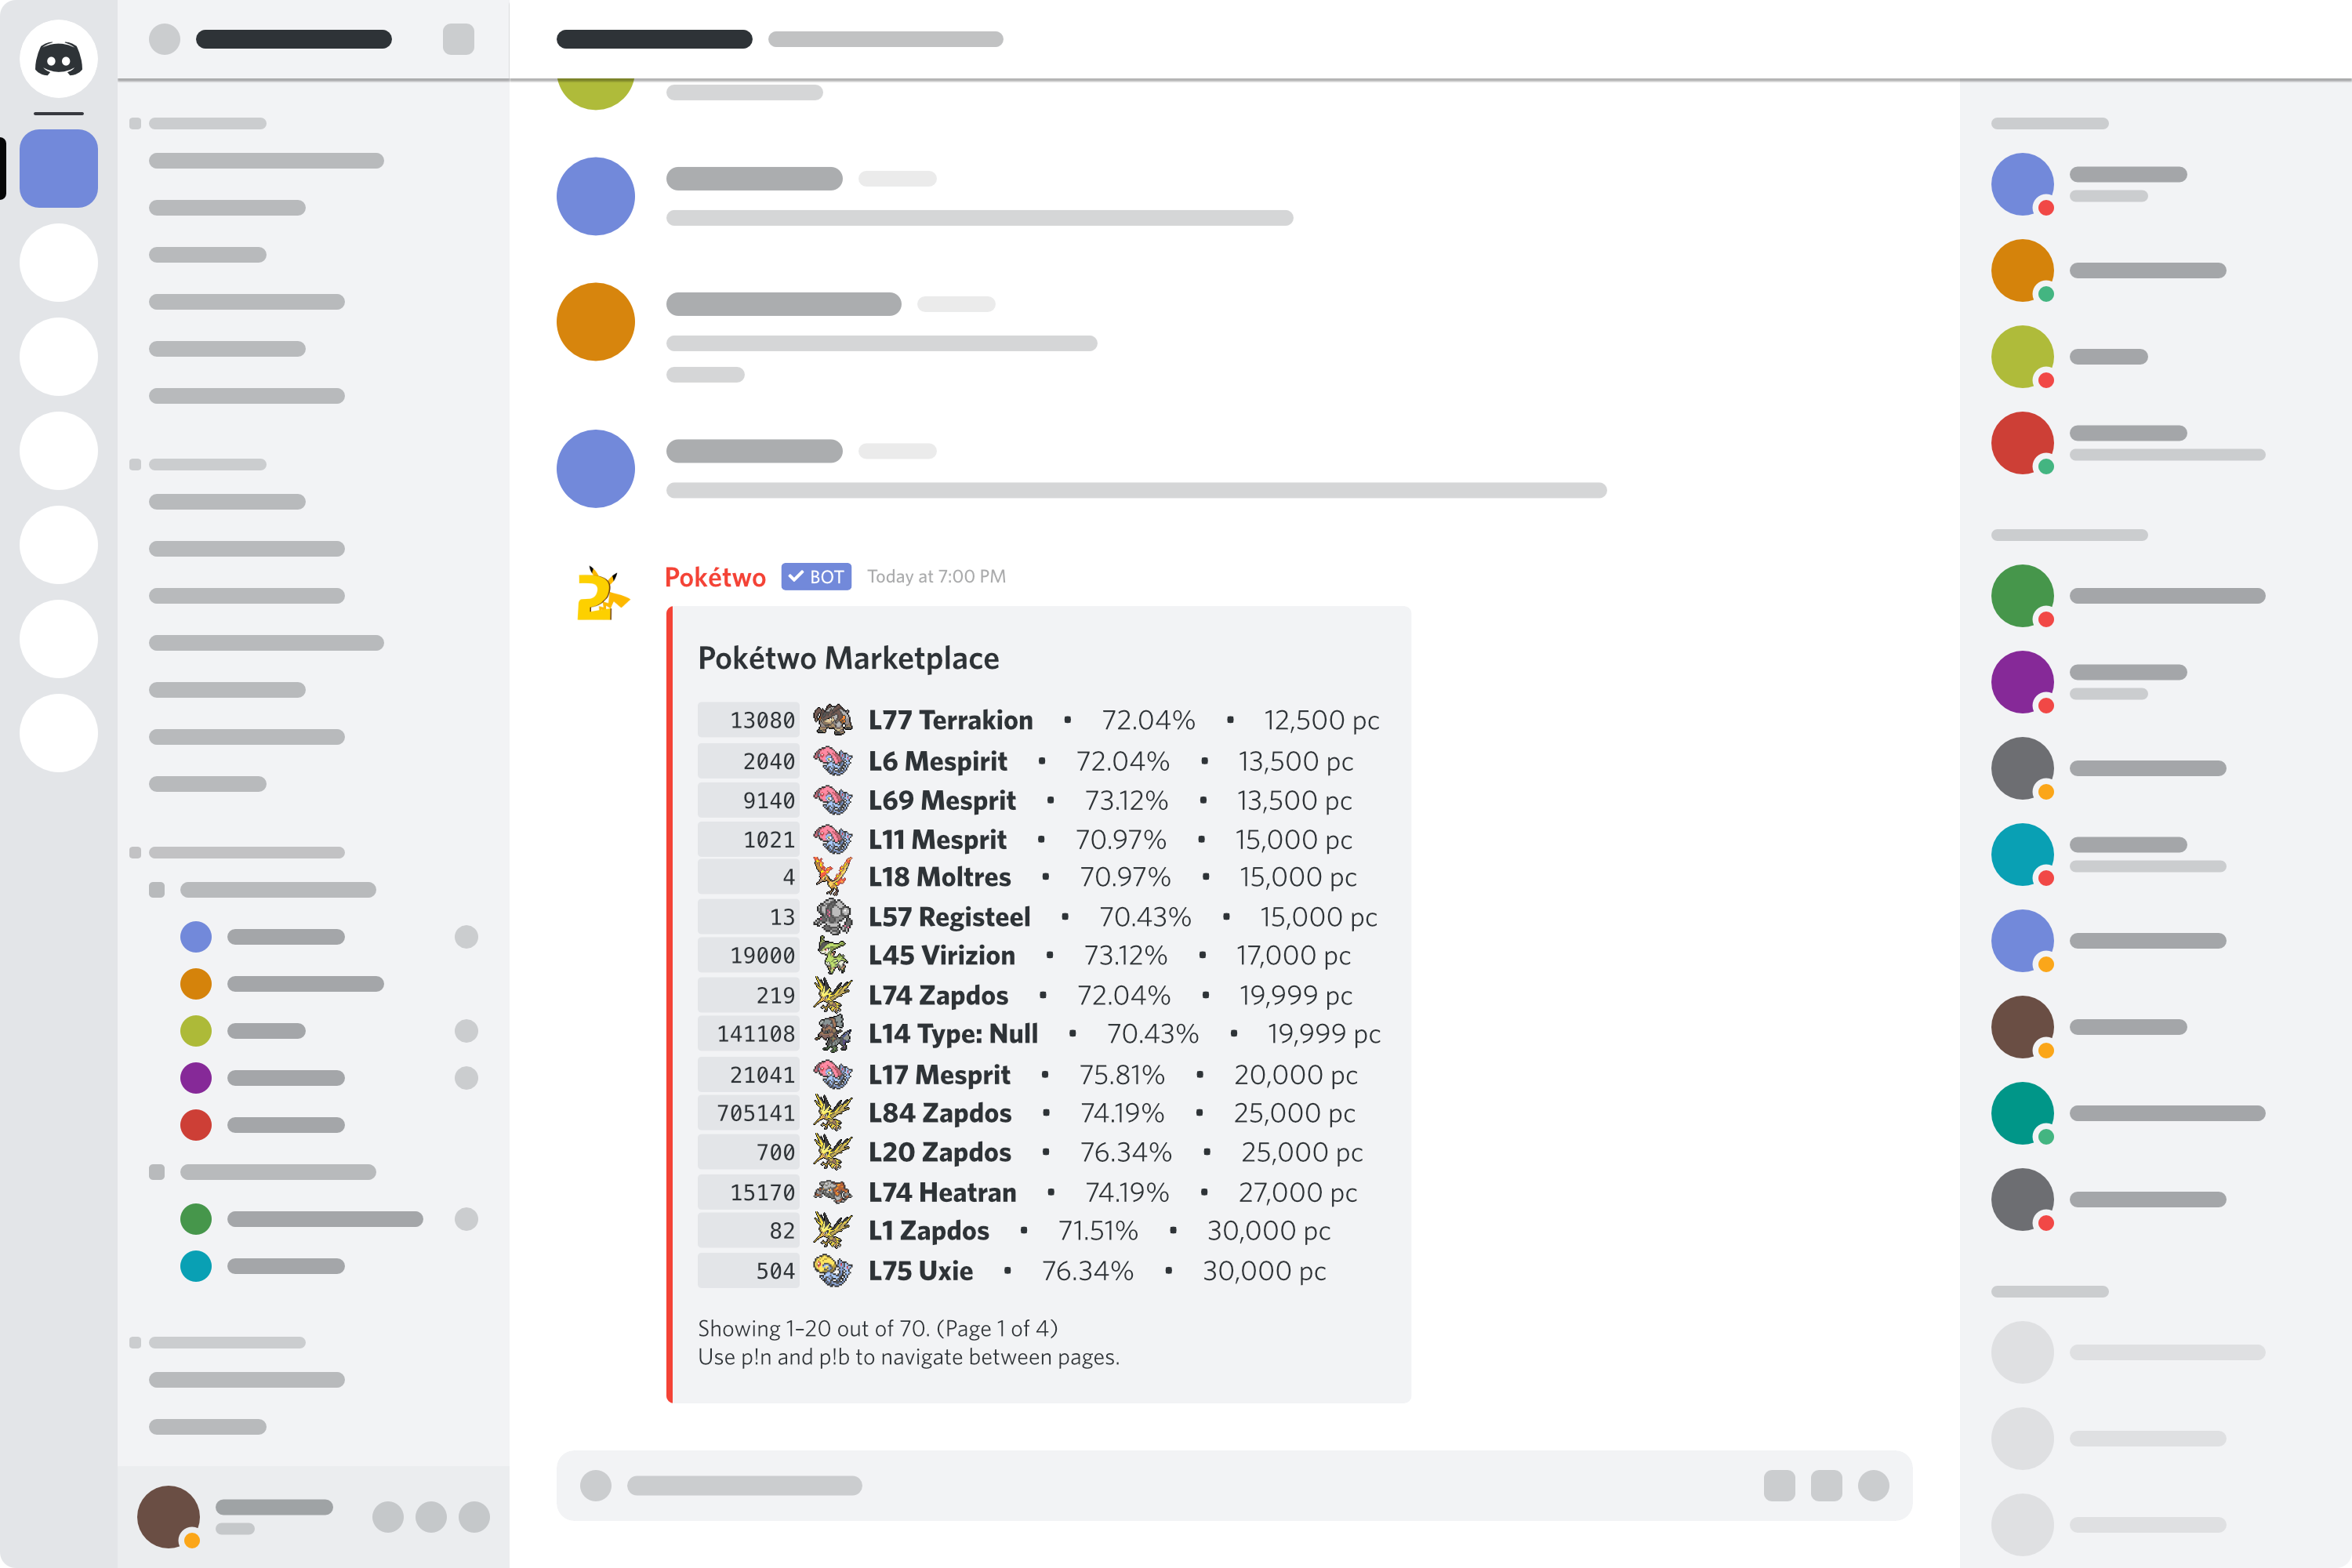 Pokétwo BOT Today at 7:00 PM
Pokétwo Marketplace
13080 L77 Terrakion • 72.04% • 12,500 pc
2040 L6 Mespirit • 72.04% • 13,500 pc
9140 L69 Mesprit • 73.12% • 13,500 pc
1021 L11 Mesprit • 70.97% • 15,000 pc
4 L18 Moltres • 70.97% • 15,000 pc
13 L57 Registeel • 70.43% • 15,000 pc
19000 L45 Virizion • 73.12% • 17,000 pc
219 L74 Zapdos • 72.04% • 19,999 pc
141108 L14 Type: Null • 70.43% • 19,999 pc
21041 L17 Mesprit • 75.81% • 20,000 pc
705141 L84 Zapdos • 74.19% • 25,000 pc
700 L20 Zapdos • 76.34% • 25,000 pc
15170 L74 Heatran • 74.19% • 27,000 pc
82 L1 Zapdos • 71.51% • 30,000 pc
504 L75 Uxie • 76.34% • 30,000 pc
Showing 1–20 out of 70. (Page 1 of 4)
Use p!n and p!b to navigate between pages.